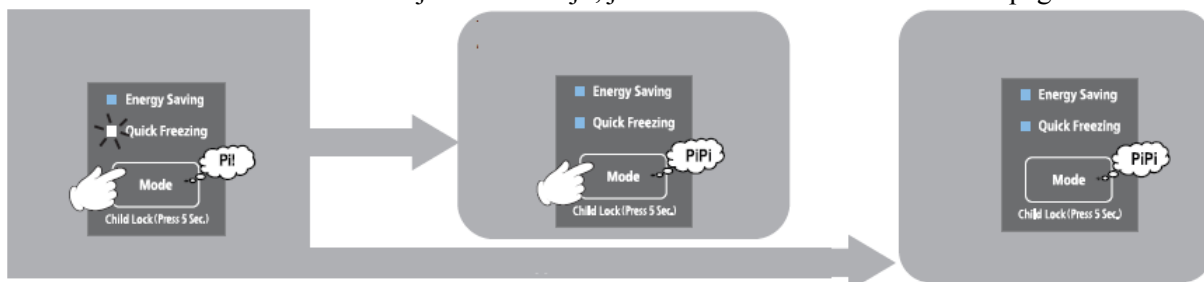 Energy Saving
Quick Freezing
Pi!
Mode
Child Lock (Press 5 Sec.)
Energy Saving
Quick Freezing
PiPi
Mode
Child Lock (Press 5 Sec.)
Energy Saving
Quick Freezing
PiPi
Mode
Child Lock (Press 5 Sec.)